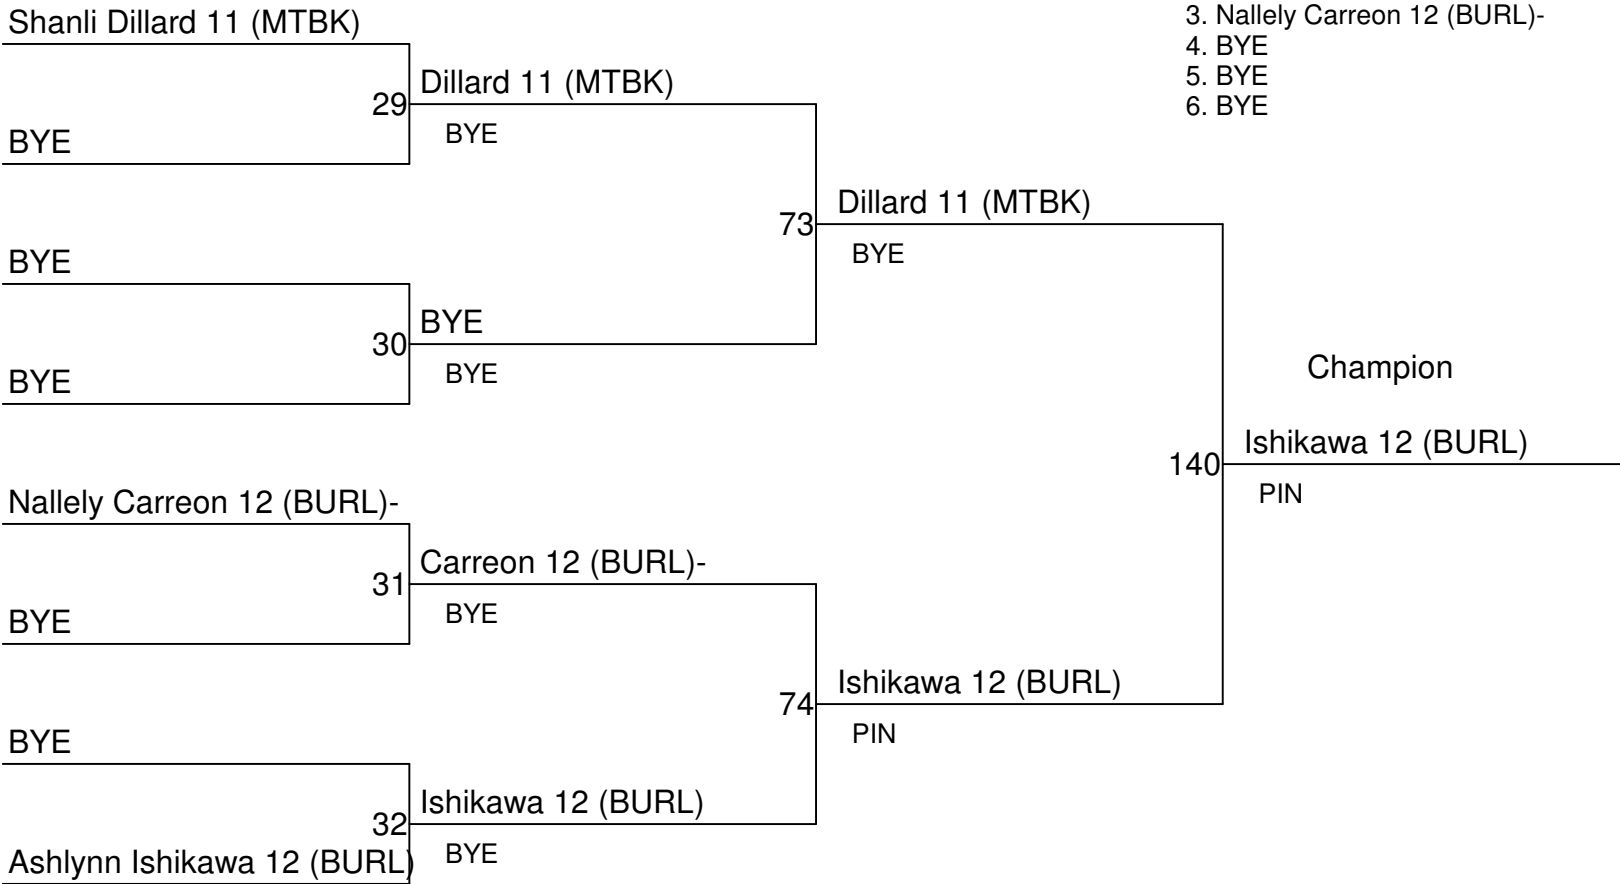 Shanli Dillard 11 (MTBK)
3. Nallely Carreon 12 (BURL)-
4. BYE
5. BYE
6. BYE
Dillard 11 (MTBK)
29
BYE
BYE
Dillard 11 (MTBK)
73
BYE
BYE
BYE
30
BYE
BYE
Champion
Ishikawa 12 (BURL)
140
PIN
Nallely Carreon 12 (BURL)-
Carreon 12 (BURL)-
31
BYE
BYE
Ishikawa 12 (BURL)
74
PIN
BYE
Ishikawa 12 (BURL)
32
BYE
Ashlynn Ishikawa 12 (BURL)